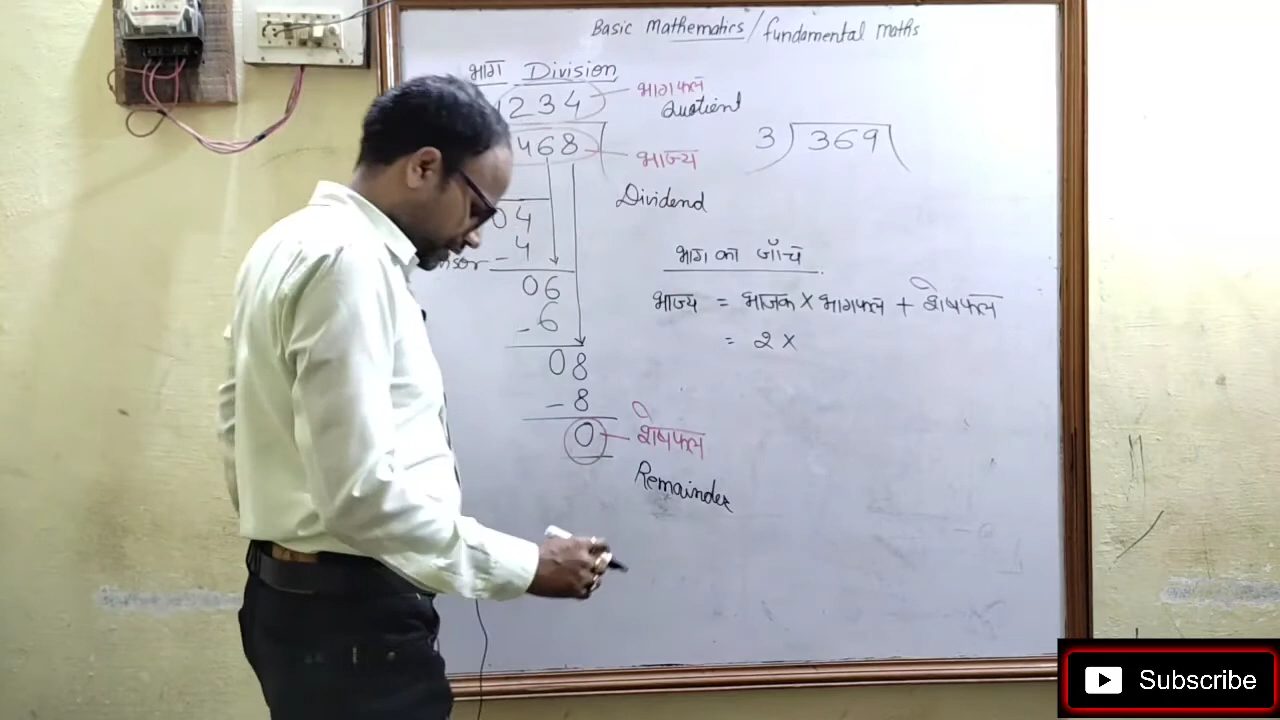 Basic Mathematics / fundamental maths
भाग Division
1234 भागफल
Quotient
468 भाज्य
3 ) 369 (
Dividend
04
- 4
भाग का जाँच
06
भाज्य = भाजक × भागफल + शेषफल
- 6
= 2 ×
08
- 8
0 शेषफल
Remainder
Subscribe